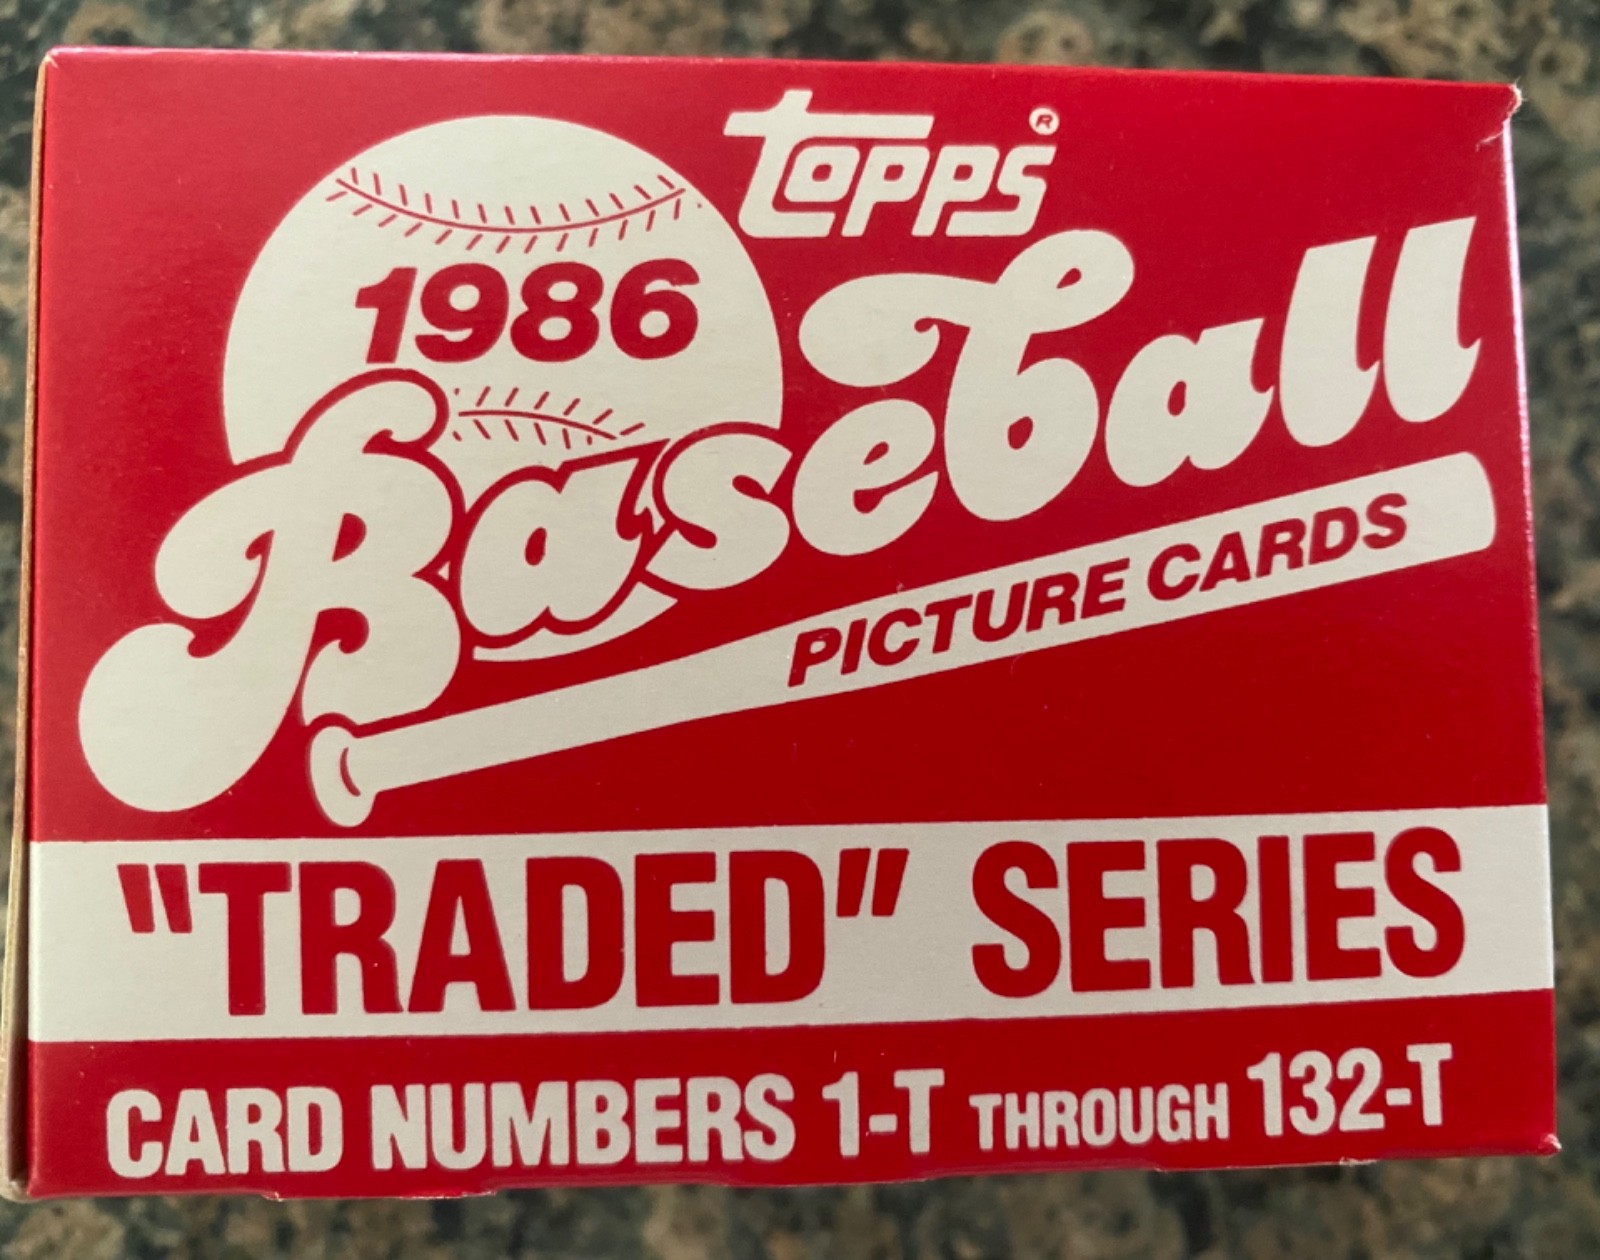 TOPPS®
1986
Baseball
PICTURE CARDS
"TRADED" SERIES
CARD NUMBERS 1-T THROUGH 132-T